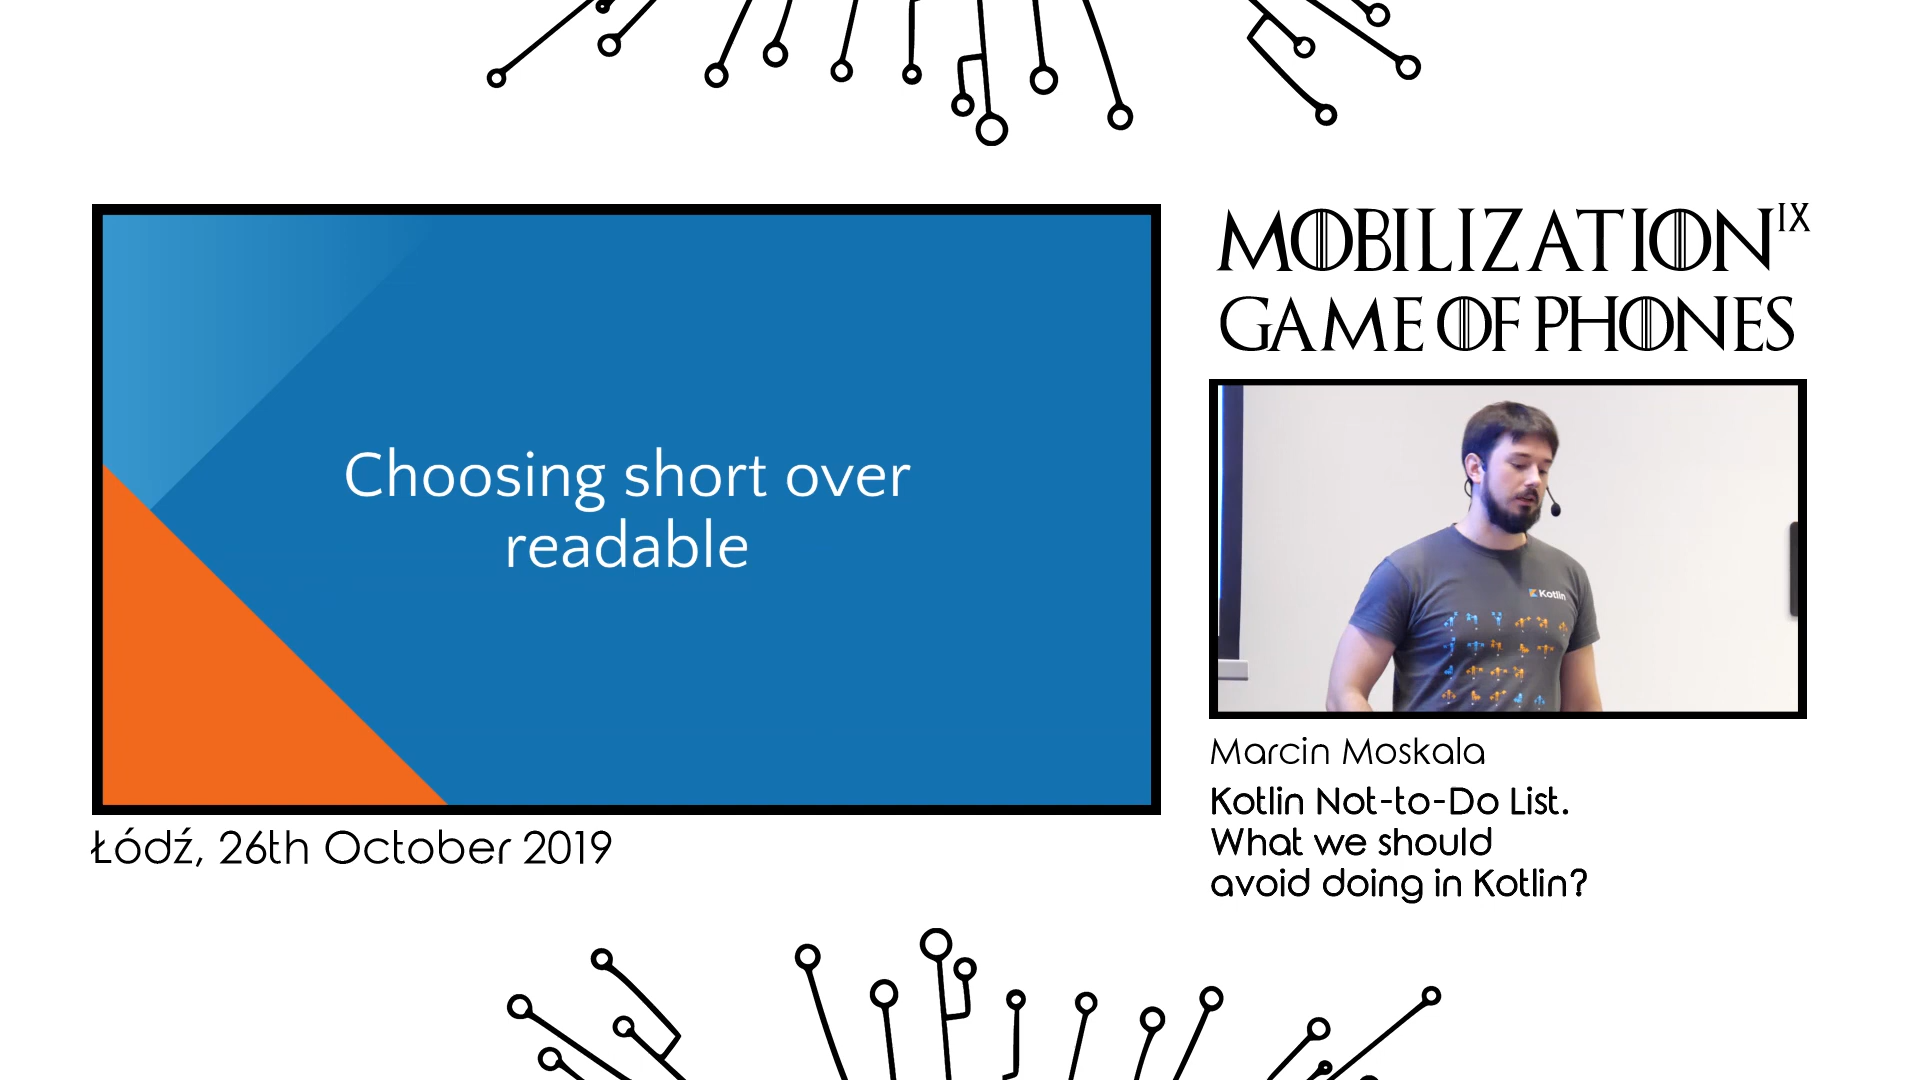 MOBILIZATION IX
GAME OF PHONES
Choosing short over
readable
Kotlin
Marcin Moskala
Kotlin Not-to-Do List.
What we should
avoid doing in Kotlin?
Łódź, 26th October 2019